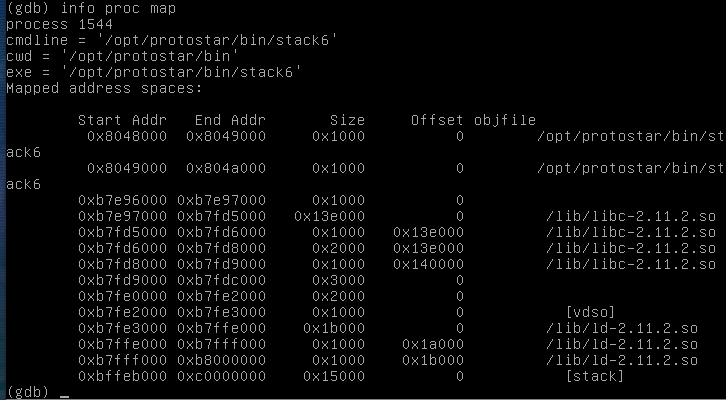 (gdb) info proc map
process 1544
cmdline = '/opt/protostar/bin/stack6'
cwd = '/opt/protostar/bin'
exe = '/opt/protostar/bin/stack6'
Mapped address spaces:
Start Addr End Addr Size Offset objfile
0x8048000 0x8049000 0x1000 0 /opt/protostar/bin/st
ack6
0x8049000 0x804a000 0x1000 0 /opt/protostar/bin/st
ack6
0xb7e96000 0xb7e97000 0x1000 0
0xb7e97000 0xb7fd5000 0x13e000 0 /lib/libc-2.11.2.so
0xb7fd5000 0xb7fd6000 0x1000 0x13e000 /lib/libc-2.11.2.so
0xb7fd6000 0xb7fd8000 0x2000 0x13e000 /lib/libc-2.11.2.so
0xb7fd8000 0xb7fd9000 0x1000 0x140000 /lib/libc-2.11.2.so
0xb7fd9000 0xb7fdc000 0x3000 0
0xb7fe0000 0xb7fe2000 0x2000 0
0xb7fe2000 0xb7fe3000 0x1000 0 [vdso]
0xb7fe3000 0xb7ffe000 0x1b000 0 /lib/ld-2.11.2.so
0xb7ffe000 0xb7fff000 0x1000 0x1a000 /lib/ld-2.11.2.so
0xb7fff000 0xb8000000 0x1000 0x1b000 /lib/ld-2.11.2.so
0xbffeb000 0xc0000000 0x15000 0 [stack]
(gdb) _